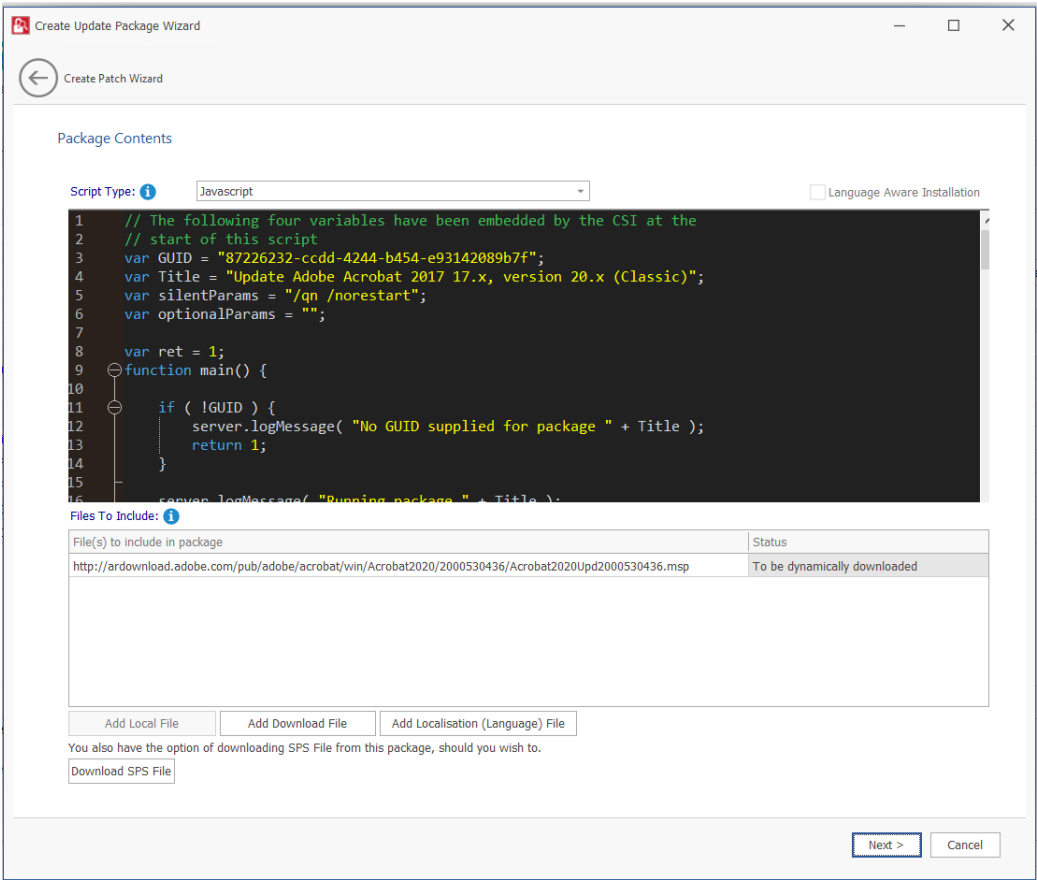 Create Update Package Wizard
Create Patch Wizard
Package Contents
Script Type:
Javascript
Language Aware Installation
1 // The following four variables have been embedded by the CSI at the
2 // start of this script
3 var GUID = "87226232-ccdd-4244-b454-e93142089b7f";
4 var Title = "Update Adobe Acrobat 2017 17.x, version 20.x (Classic)";
5 var silentParams = "/qn /norestart";
6 var optionalParams = "";
7
8 var ret = 1;
9 function main() {
10
11 if ( !GUID ) {
12 server.logMessage( "No GUID supplied for package " + Title );
13 return 1;
14 }
15
16 server.logMessage( "Running package " + Title );
Files To Include:
File(s) to include in package Status
http://ardownload.adobe.com/pub/adobe/acrobat/win/Acrobat2020/2000530436/Acrobat2020Upd2000530436.msp To be dynamically downloaded
Add Local File Add Download File Add Localisation (Language) File
You also have the option of downloading SPS File from this package, should you wish to.
Download SPS File
Next > Cancel